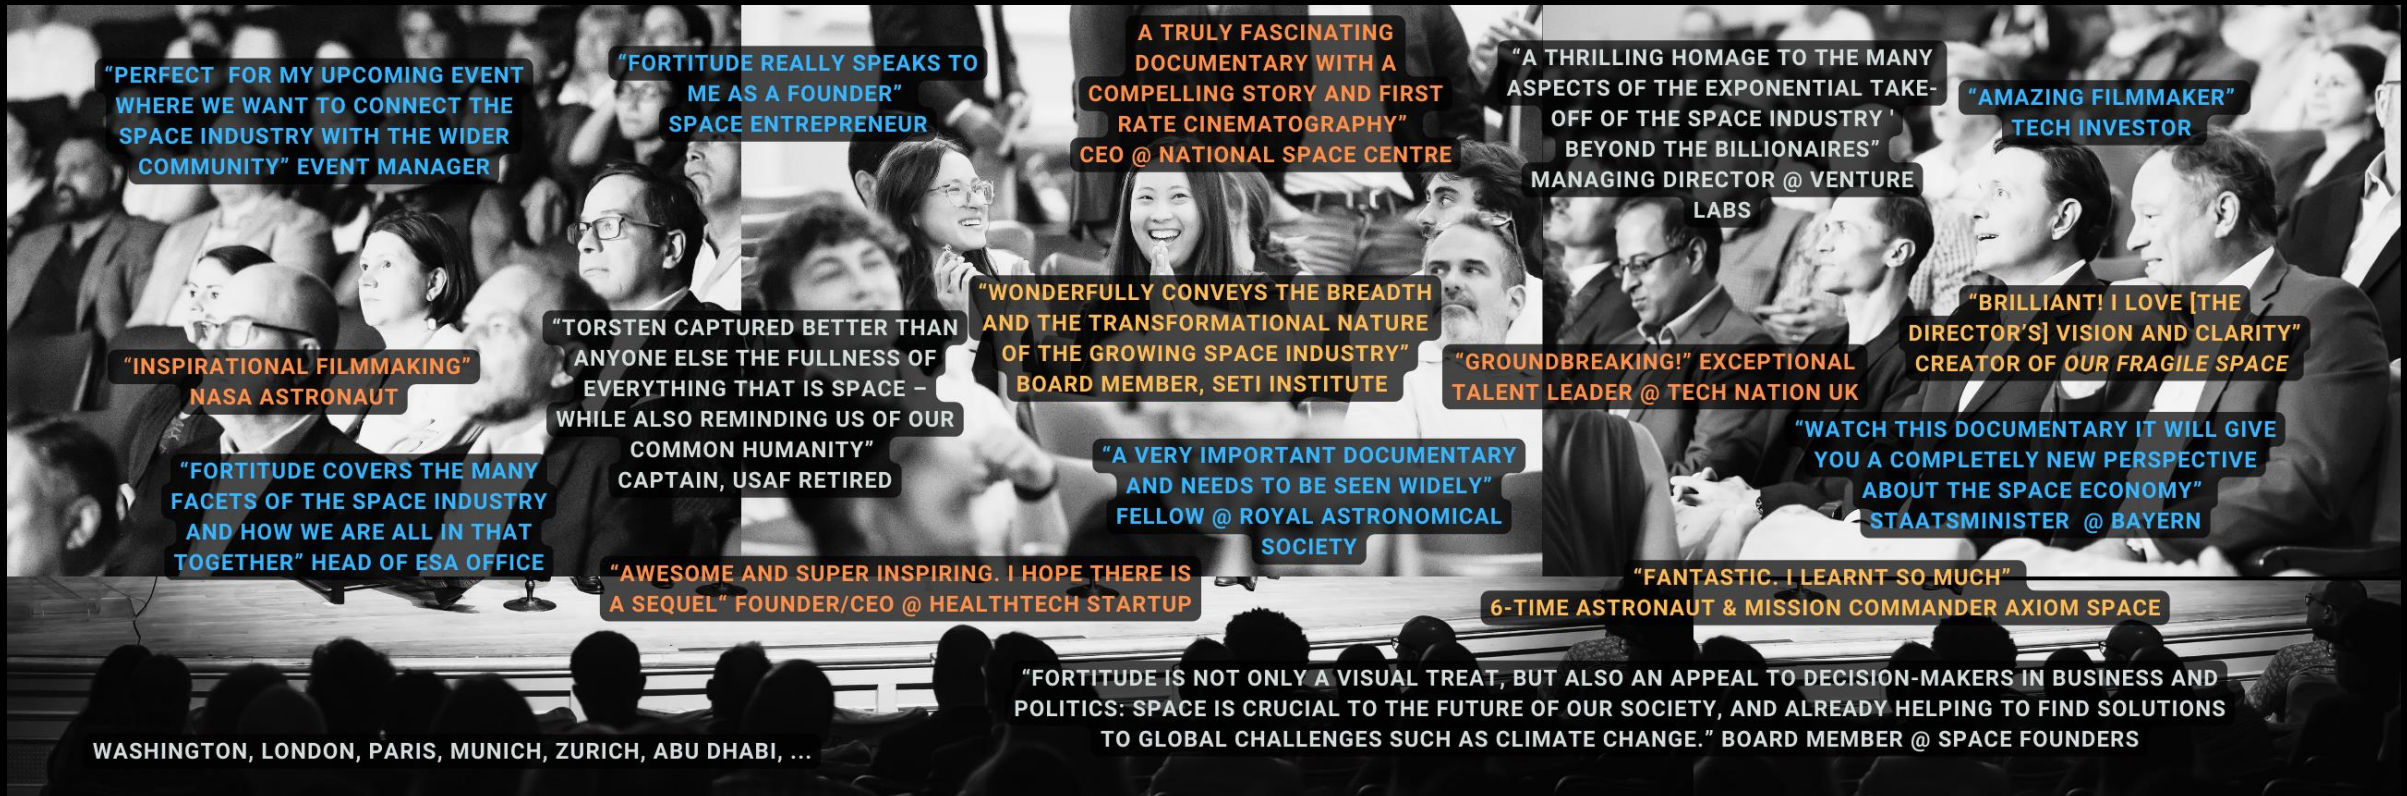 “PERFECT  FOR MY UPCOMING EVENT
WHERE WE WANT TO CONNECT THE
SPACE INDUSTRY WITH THE WIDER
COMMUNITY” EVENT MANAGER
“FORTITUDE REALLY SPEAKS TO
ME AS A FOUNDER”
SPACE ENTREPRENEUR
A TRULY FASCINATING
DOCUMENTARY WITH A
COMPELLING STORY AND FIRST
RATE CINEMATOGRAPHY”
CEO @ NATIONAL SPACE CENTRE
“A THRILLING HOMAGE TO THE MANY
ASPECTS OF THE EXPONENTIAL TAKE-
OFF OF THE SPACE INDUSTRY '
BEYOND THE BILLIONAIRES”
MANAGING DIRECTOR @ VENTURE
LABS
“AMAZING FILMMAKER”
TECH INVESTOR
“INSPIRATIONAL FILMMAKING”
NASA ASTRONAUT
“TORSTEN CAPTURED BETTER THAN
ANYONE ELSE THE FULLNESS OF
EVERYTHING THAT IS SPACE –
WHILE ALSO REMINDING US OF OUR
COMMON HUMANITY”
CAPTAIN, USAF RETIRED
“WONDERFULLY CONVEYS THE BREADTH
AND THE TRANSFORMATIONAL NATURE
OF THE GROWING SPACE INDUSTRY”
BOARD MEMBER, SETI INSTITUTE
“GROUNDBREAKING!” EXCEPTIONAL
TALENT LEADER @ TECH NATION UK
“BRILLIANT! I LOVE [THE
DIRECTOR’S] VISION AND CLARITY”
CREATOR OF OUR FRAGILE SPACE
“FORTITUDE COVERS THE MANY
FACETS OF THE SPACE INDUSTRY
AND HOW WE ARE ALL IN THAT
TOGETHER” HEAD OF ESA OFFICE
“A VERY IMPORTANT DOCUMENTARY
AND NEEDS TO BE SEEN WIDELY”
FELLOW @ ROYAL ASTRONOMICAL
SOCIETY
“WATCH THIS DOCUMENTARY IT WILL GIVE
YOU A COMPLETELY NEW PERSPECTIVE
ABOUT THE SPACE ECONOMY”
STAATSMINISTER  @ BAYERN
“AWESOME AND SUPER INSPIRING. I HOPE THERE IS
A SEQUEL“ FOUNDER/CEO @ HEALTHTECH STARTUP
“FANTASTIC. I LEARNT SO MUCH”
6-TIME ASTRONAUT & MISSION COMMANDER AXIOM SPACE
“FORTITUDE IS NOT ONLY A VISUAL TREAT, BUT ALSO AN APPEAL TO DECISION-MAKERS IN BUSINESS AND
POLITICS: SPACE IS CRUCIAL TO THE FUTURE OF OUR SOCIETY, AND ALREADY HELPING TO FIND SOLUTIONS
TO GLOBAL CHALLENGES SUCH AS CLIMATE CHANGE.” BOARD MEMBER @ SPACE FOUNDERS
WASHINGTON, LONDON, PARIS, MUNICH, ZURICH, ABU DHABI, ...